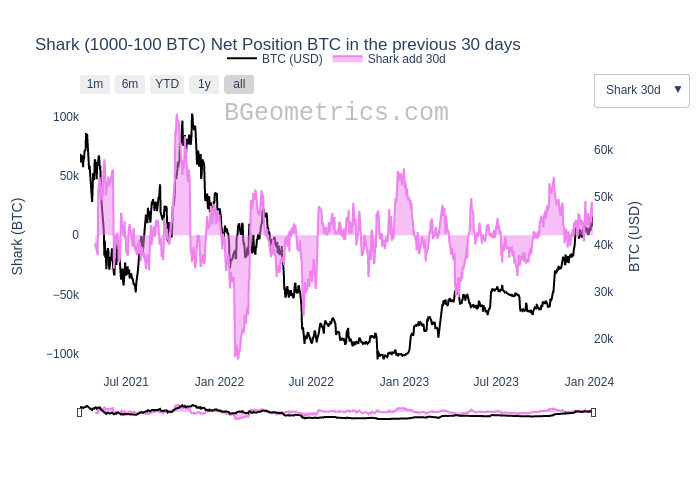 Shark (1000-100 BTC) Net Position BTC in the previous 30 days
BTC (USD) Shark add 30d
1m 6m YTD 1y all
Shark 30d ▼
BGeometrics.com
Shark (BTC)
100k
50k
0
−50k
−100k
60k
50k
40k
30k
20k
BTC (USD)
Jul 2021 Jan 2022 Jul 2022 Jan 2023 Jul 2023 Jan 2024